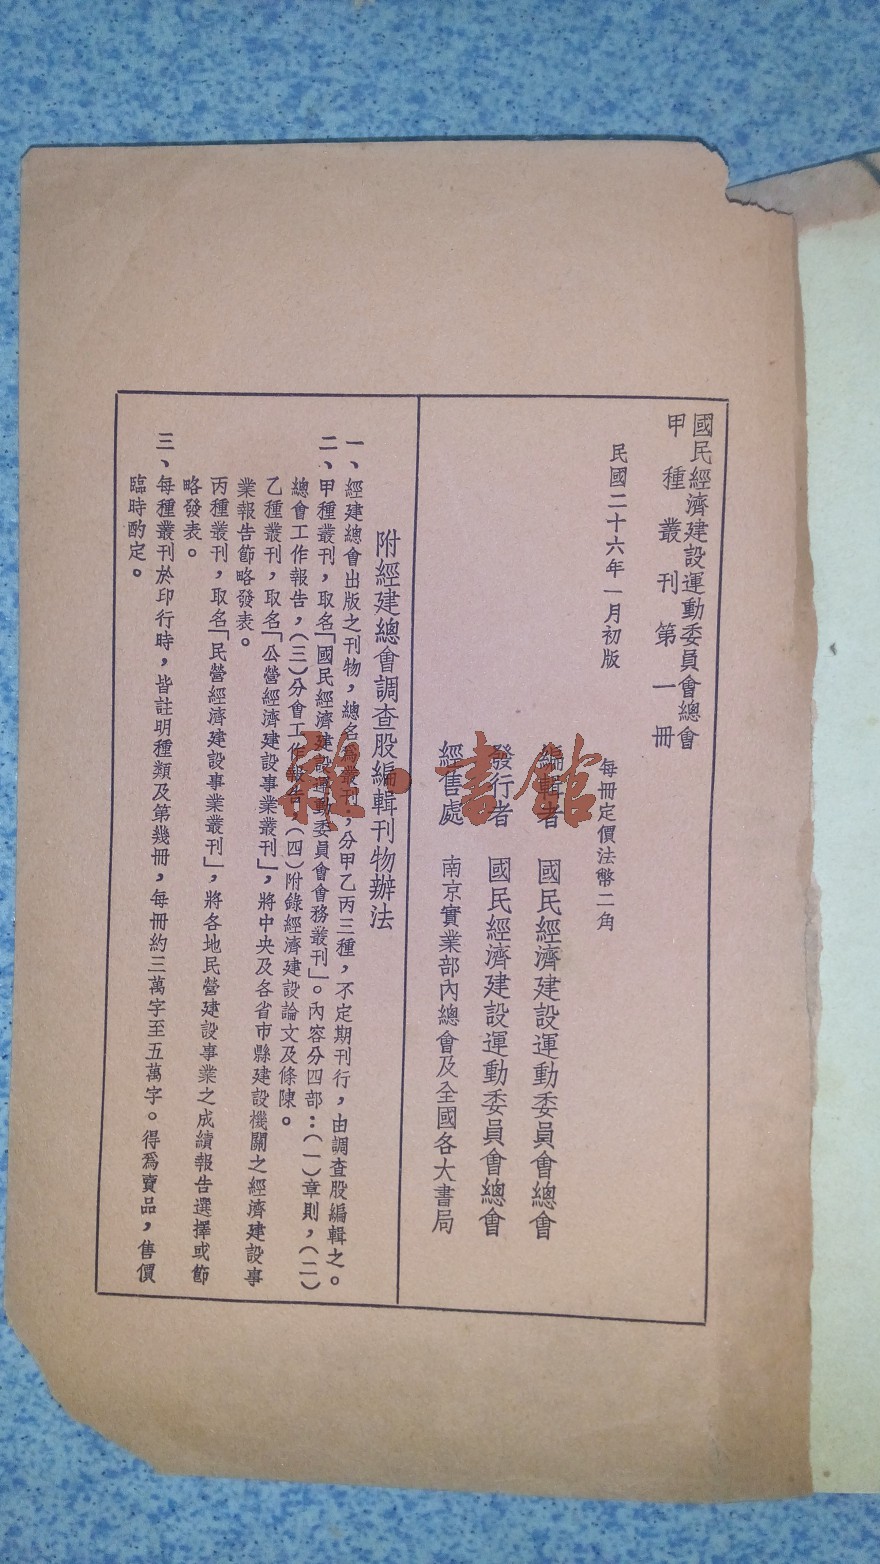 國民經濟建設運動委員會總會
甲種叢刊第一冊
民國二十六年一月初版
每冊定價法幣二角
編輯者 國民經濟建設運動委員會總會
發行者 國民經濟建設運動委員會總會
經售處 南京實業部內總會及全國各大書局
附經建總會調查股編輯刊物辦法
一、經建總會出版之刊物,總名爲叢刊,分甲乙丙三種,不定期刊行,由調查股編輯之。
二、甲種叢刊,取名「國民經濟建設運動委員會會務叢刊」。內容分四部:(一)章則,(二)
總會工作報告,(三)分會工作報告,(四)附錄經濟建設論文及條陳。
乙種叢刊,取名「公營經濟建設事業叢刊」,將中央及各省市縣建設機關之經濟建設事
業報告節略發表。
丙種叢刊,取名「民營經濟建設事業叢刊」,將各地民營建設事業之成績報告選擇或節
略發表。
三、每種叢刊於印行時,皆註明種類及第幾冊,每冊約三萬字至五萬字。得爲賣品,售價
臨時酌定。
雜·書館